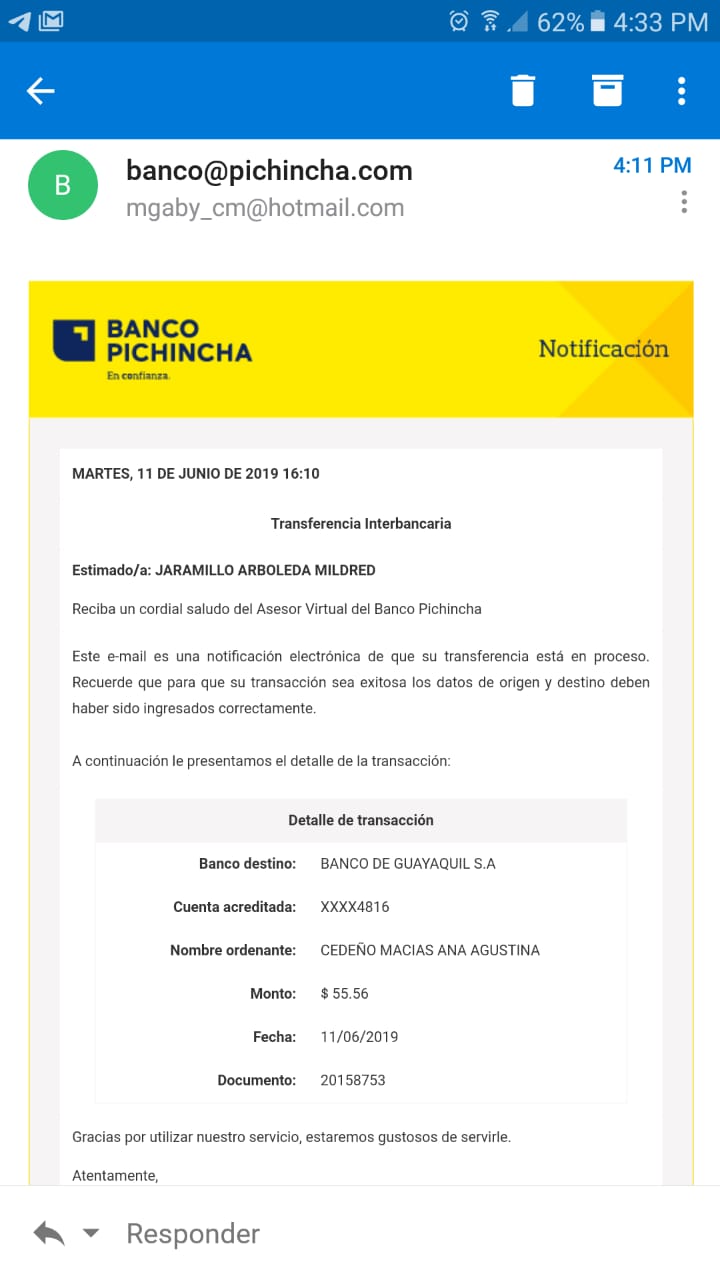 62% 4:33 PM
B
banco@pichincha.com
4:11 PM
mgaby_cm@hotmail.com
BANCO
PICHINCHA
En confianza.
Notificación
MARTES, 11 DE JUNIO DE 2019 16:10
Transferencia Interbancaria
Estimado/a: JARAMILLO ARBOLEDA MILDRED
Reciba un cordial saludo del Asesor Virtual del Banco Pichincha
Este e-mail es una notificación electrónica de que su transferencia está en proceso.
Recuerde que para que su transacción sea exitosa los datos de origen y destino deben
haber sido ingresados correctamente.
A continuación le presentamos el detalle de la transacción:
Detalle de transacción
Banco destino: BANCO DE GUAYAQUIL S.A
Cuenta acreditada: XXXX4816
Nombre ordenante: CEDEÑO MACIAS ANA AGUSTINA
Monto: $ 55.56
Fecha: 11/06/2019
Documento: 20158753
Gracias por utilizar nuestro servicio, estaremos gustosos de servirle.
Atentamente,
Responder